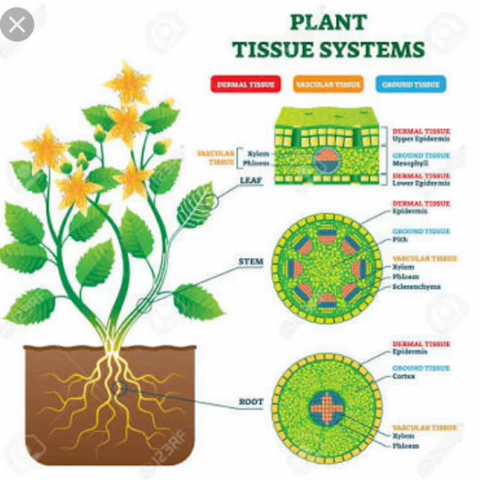 PLANT
TISSUE SYSTEMS
DERMAL TISSUE
VASCULAR TISSUE
GROUND TISSUE
VASCULAR
TISSUE
Xylem
Phloem
LEAF
DERMAL TISSUE
Upper Epidermis
GROUND TISSUE
Mesophyll
DERMAL TISSUE
Lower Epidermis
STEM
DERMAL TISSUE
Epidermis
GROUND TISSUE
Pith
VASCULAR TISSUE
Xylem
Phloem
Sclerenchyma
ROOT
DERMAL TISSUE
Epidermis
GROUND TISSUE
Cortex
VASCULAR TISSUE
Xylem
Phloem
123RF